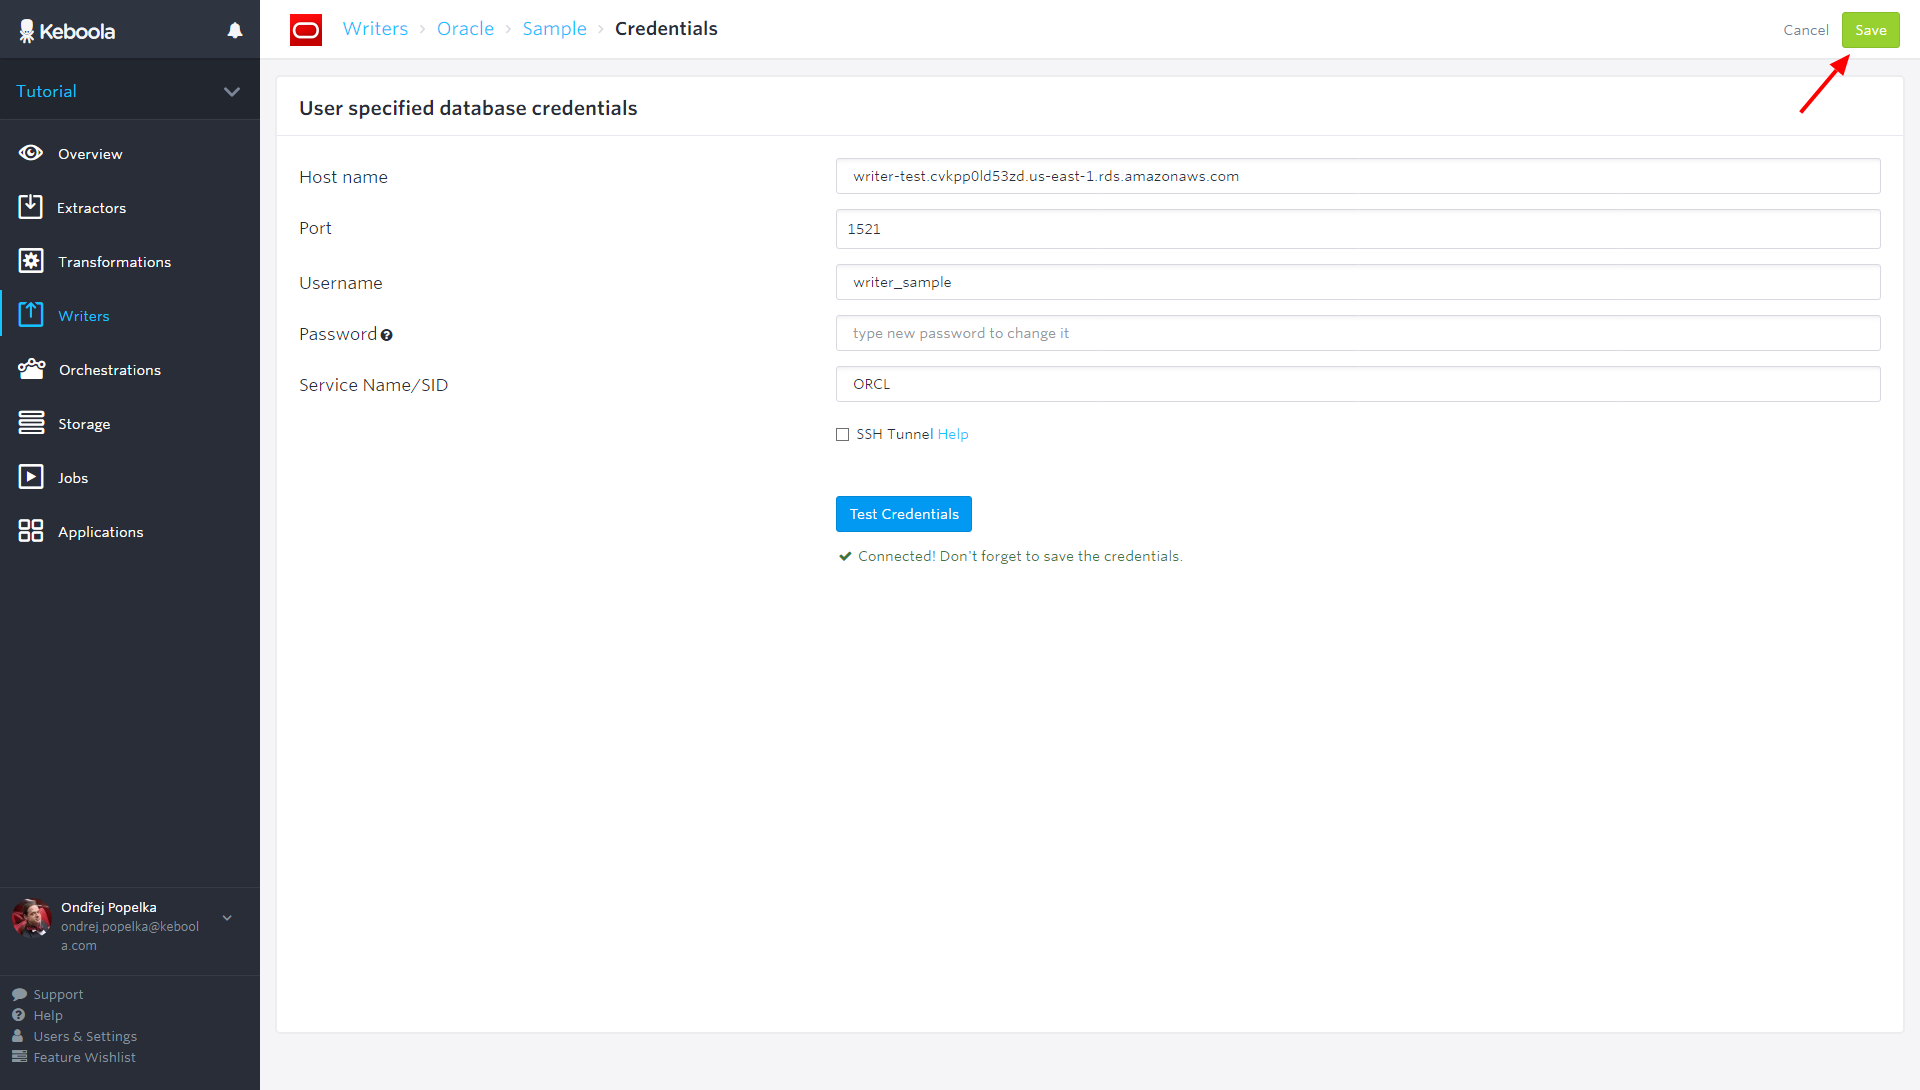 Keboola
Tutorial
Overview
Extractors
Transformations
Writers
Orchestrations
Storage
Jobs
Applications
Ondřej Popelka
ondrej.popelka@kebool
a.com
Support
Help
Users & Settings
Feature Wishlist
Writers › Oracle › Sample › Credentials
Cancel
Save
User specified database credentials
Host name
writer-test.cvkpp0ld53zd.us-east-1.rds.amazonaws.com
Port
1521
Username
writer_sample
Password
type new password to change it
Service Name/SID
ORCL
SSH Tunnel Help
Test Credentials
Connected! Don't forget to save the credentials.